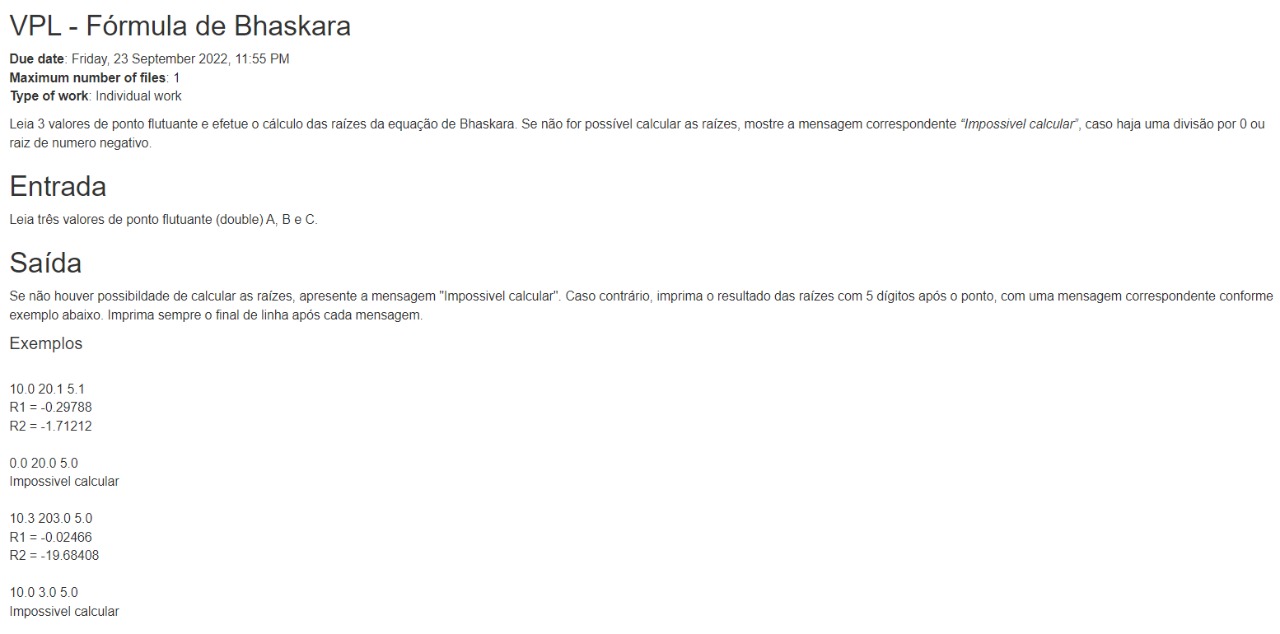 VPL - Fórmula de Bhaskara
Due date: Friday, 23 September 2022, 11:55 PM
Maximum number of files: 1
Type of work: Individual work
Leia 3 valores de ponto flutuante e efetue o cálculo das raízes da equação de Bhaskara. Se não for possível calcular as raízes, mostre a mensagem correspondente “Impossivel calcular”, caso haja uma divisão por 0 ou
raiz de numero negativo.
Entrada
Leia três valores de ponto flutuante (double) A, B e C.
Saída
Se não houver possibildade de calcular as raízes, apresente a mensagem "Impossivel calcular". Caso contrário, imprima o resultado das raízes com 5 dígitos após o ponto, com uma mensagem correspondente conforme
exemplo abaixo. Imprima sempre o final de linha após cada mensagem.
Exemplos
10.0 20.1 5.1
R1 = -0.29788
R2 = -1.71212
0.0 20.0 5.0
Impossivel calcular
10.3 203.0 5.0
R1 = -0.02466
R2 = -19.68408
10.0 3.0 5.0
Impossivel calcular